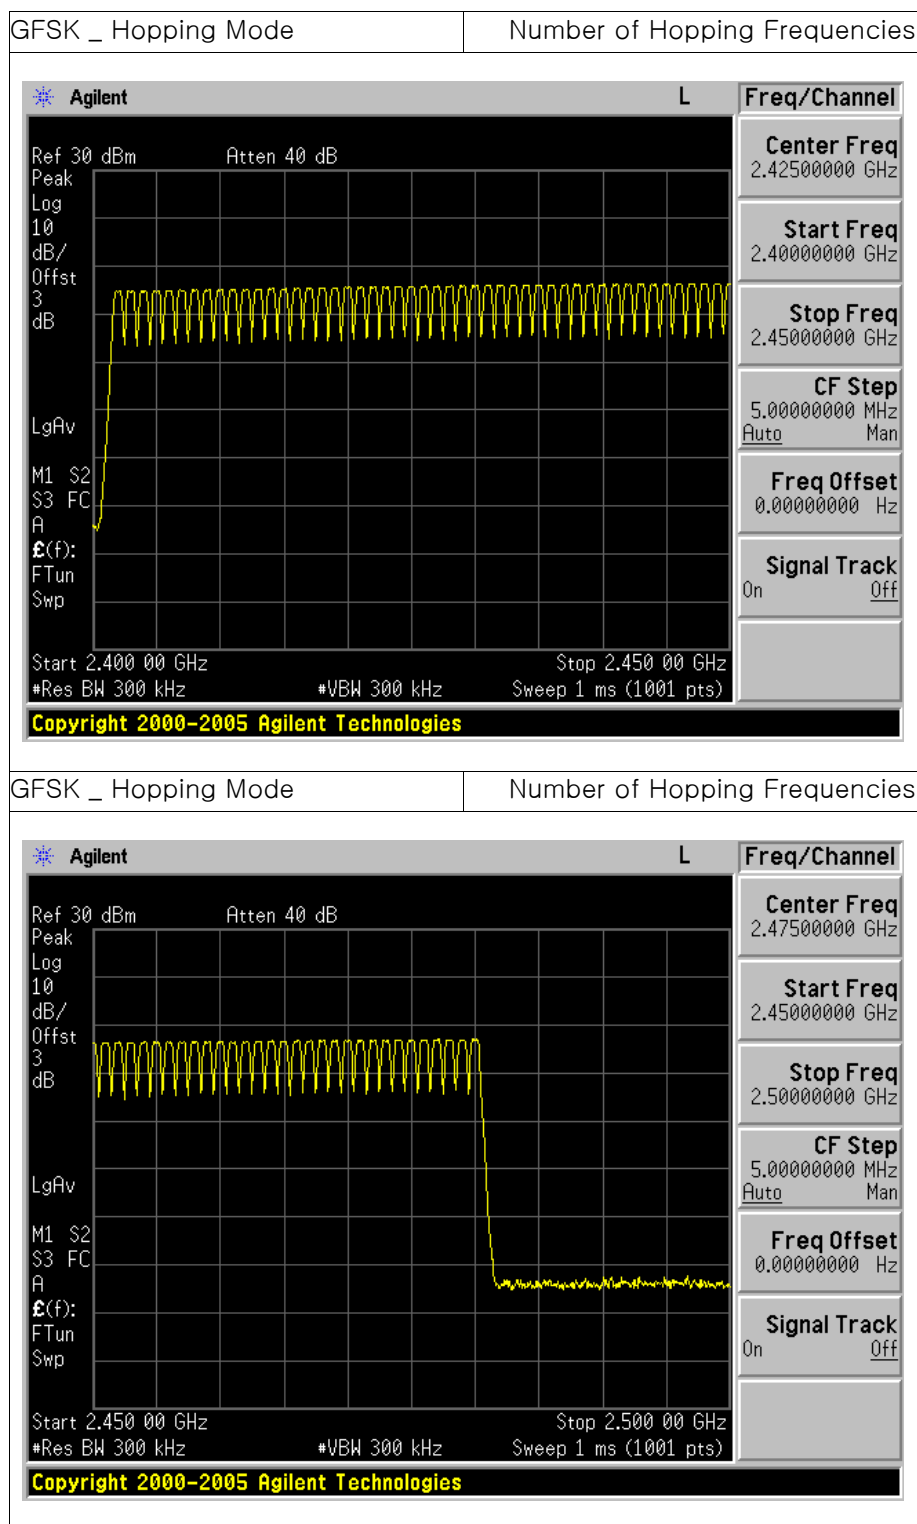 GFSK _ Hopping Mode Number of Hopping Frequencies
Agilent L Freq/Channel
Ref 30 dBm Atten 40 dB
Peak
Log
10
dB/
Offst
3
dB
LgAv
M1 S2
S3 FC
A
£(f):
FTun
Swp
Start 2.400 00 GHz Stop 2.450 00 GHz
#Res BW 300 kHz #VBW 300 kHz Sweep 1 ms (1001 pts)
Copyright 2000-2005 Agilent Technologies
Center Freq
2.42500000 GHz
Start Freq
2.40000000 GHz
Stop Freq
2.45000000 GHz
CF Step
5.00000000 MHz
Auto Man
Freq Offset
0.00000000 Hz
Signal Track
On Off
GFSK _ Hopping Mode Number of Hopping Frequencies
Agilent L Freq/Channel
Ref 30 dBm Atten 40 dB
Peak
Log
10
dB/
Offst
3
dB
LgAv
M1 S2
S3 FC
A
£(f):
FTun
Swp
Start 2.450 00 GHz Stop 2.500 00 GHz
#Res BW 300 kHz #VBW 300 kHz Sweep 1 ms (1001 pts)
Copyright 2000-2005 Agilent Technologies
Center Freq
2.47500000 GHz
Start Freq
2.45000000 GHz
Stop Freq
2.50000000 GHz
CF Step
5.00000000 MHz
Auto Man
Freq Offset
0.00000000 Hz
Signal Track
On Off